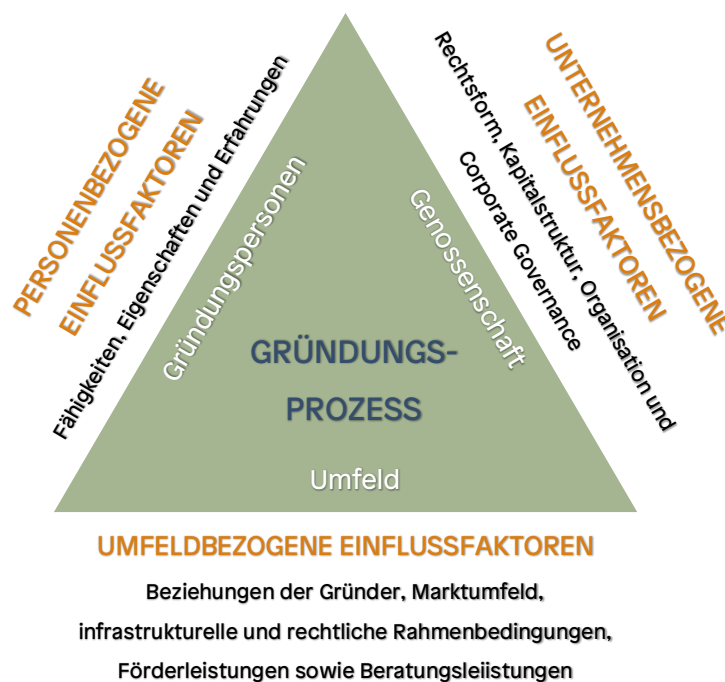 PERSONENBEZOGENE
EINFLUSSFAKTOREN
Fähigkeiten, Eigenschaften und Erfahrungen
Gründungspersonen
UNTERNEHMENSBEZOGENE
EINFLUSSFAKTOREN
Rechtsform, Kapitalstruktur, Organisation und
Corporate Governance
Genossenschaft
GRÜNDUNGS-
PROZESS
Umfeld
UMFELDBEZOGENE EINFLUSSFAKTOREN
Beziehungen der Gründer, Marktumfeld,
infrastrukturelle und rechtliche Rahmenbedingungen,
Förderleistungen sowie Beratungsleiistungen